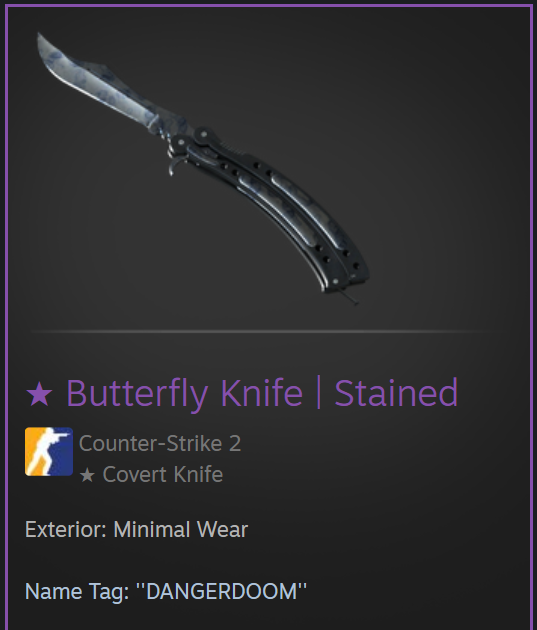 ★ Butterfly Knife | Stained
Counter-Strike 2
★ Covert Knife
Exterior: Minimal Wear
Name Tag: ''DANGERDOOM''